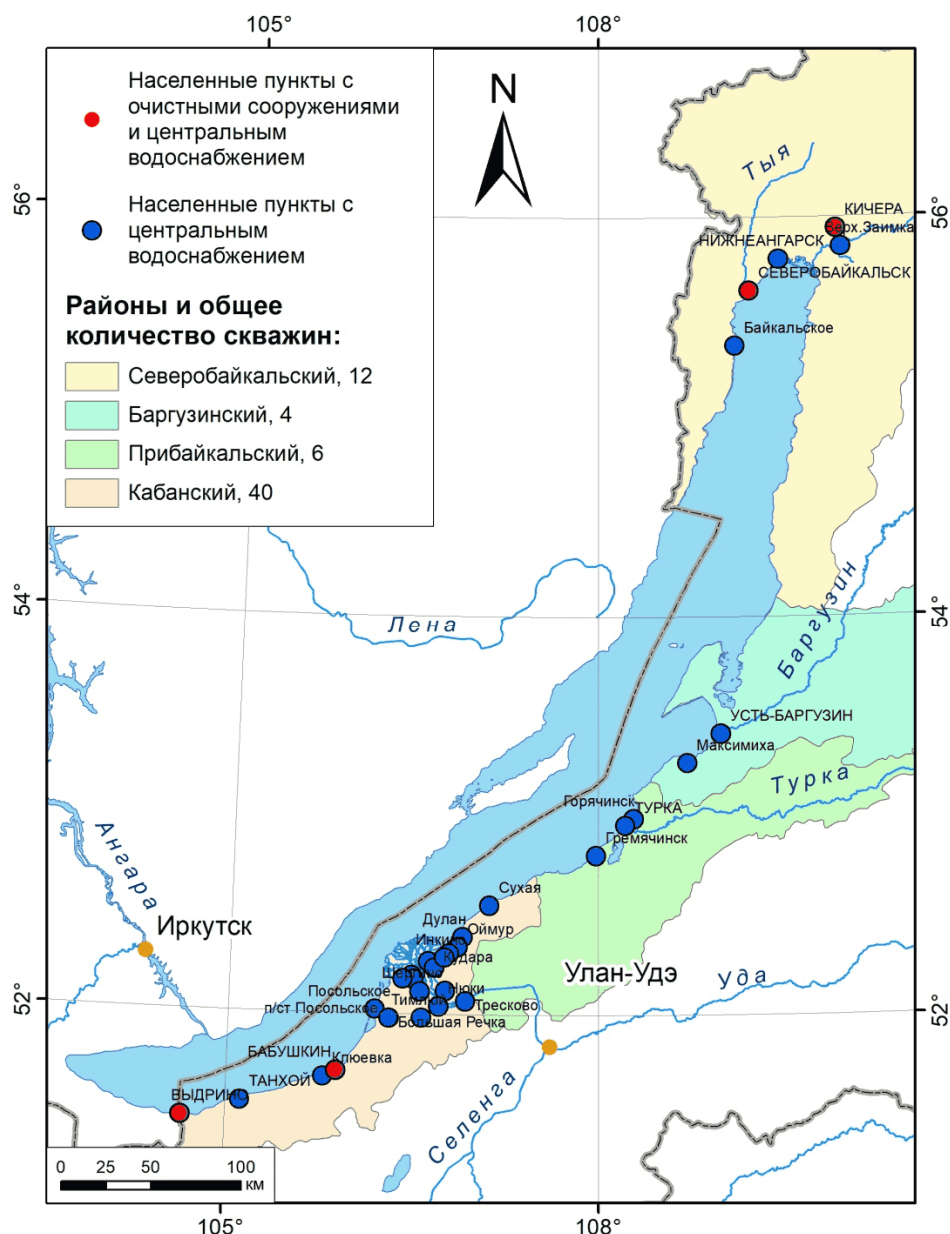 105°
108°
Населенные пункты с
очистными сооружениями
и центральным
водоснабжением
Населенные пункты с
центральным
водоснабжением
Районы и общее
количество скважин:
Северобайкальский, 12
Баргузинский, 4
Прибайкальский, 6
Кабанский, 40
N
56°
56°
Тыя
КИЧЕРА
Верх.Заимка
НИЖНЕАНГАРСК
СЕВЕРОБАЙКАЛЬСК
Байкальское
54°
54°
Лена
Баргузин
УСТЬ-БАРГУЗИН
Максимиха
Турка
Горячинск
ТУРКА
Гремячинск
Ангара
Иркутск
Сухая
Дулан
Оймур
Инкино
Кудара
Шергино
Улан-Удэ
Уда
52°
52°
Посольское
Нюки
Тимлюй
Тресково
п/ст Посольское
Большая Речка
БАБУШКИН
Клюевка
ТАНХОЙ
ВЫДРИНО
Селенга
0 25 50 100
км
105°
108°